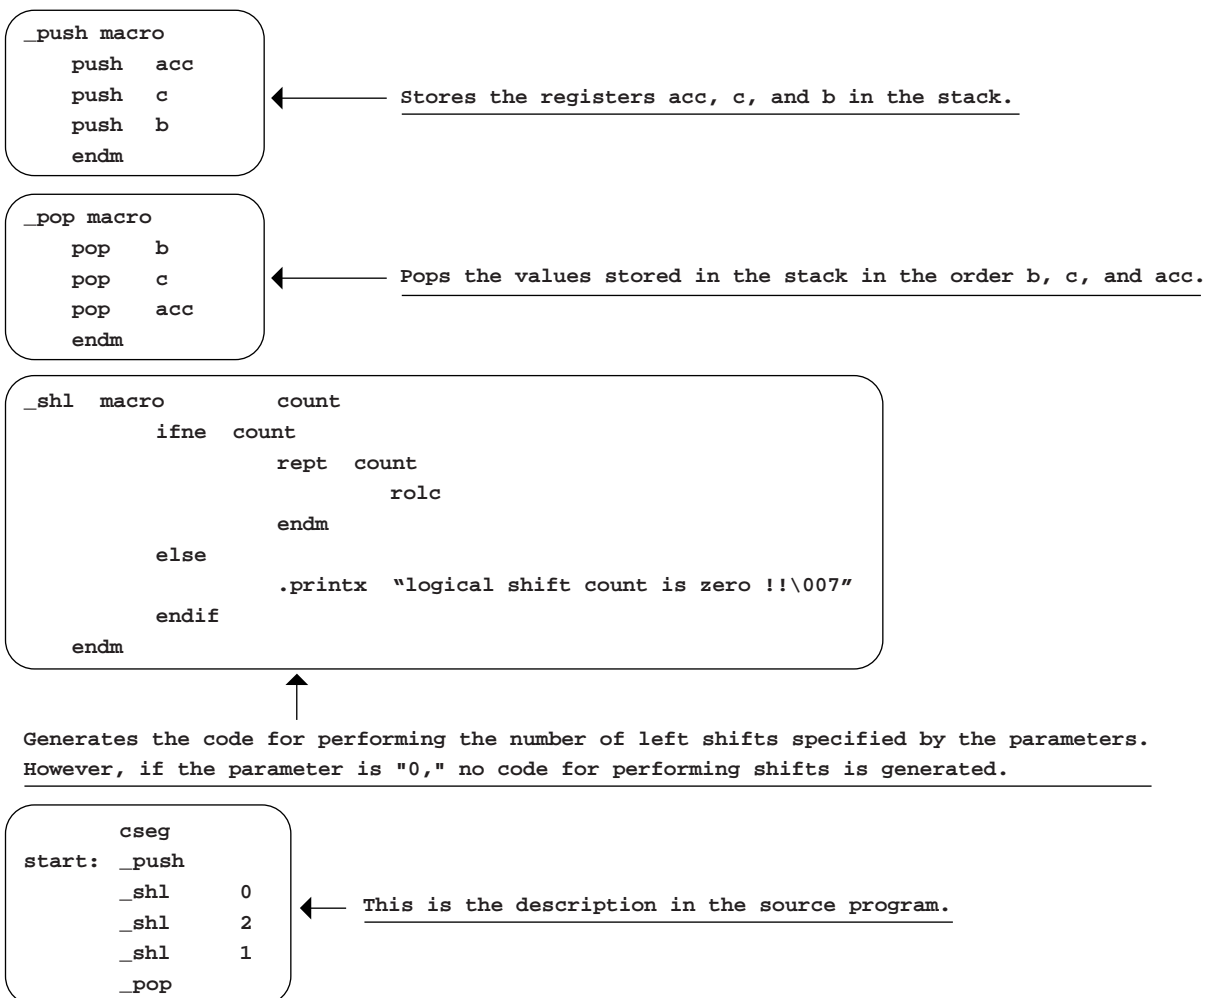 _push macro
push acc
push c
push b
endm
Stores the registers acc, c, and b in the stack.
_pop macro
pop b
pop c
pop acc
endm
Pops the values stored in the stack in the order b, c, and acc.
_shl macro count
ifne count
rept count
rolc
endm
else
.printx “logical shift count is zero !!\007”
endif
endm
Generates the code for performing the number of left shifts specified by the parameters.
However, if the parameter is "0," no code for performing shifts is generated.
cseg
start: _push
_shl 0
_shl 2
_shl 1
_pop
This is the description in the source program.